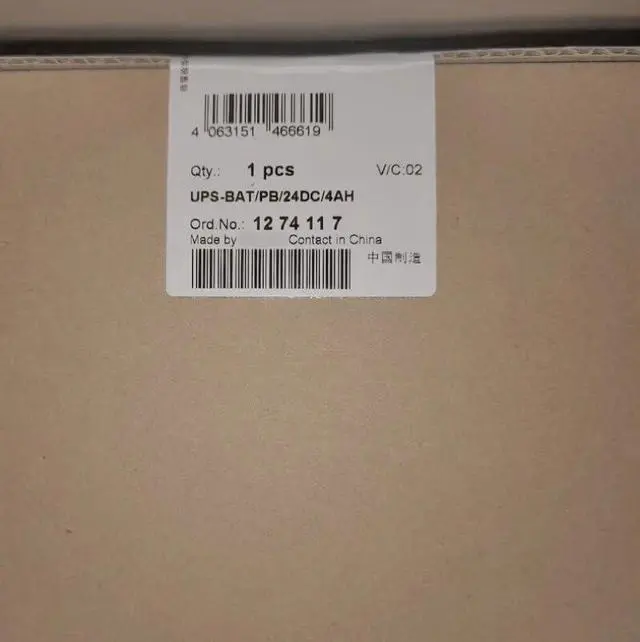 4 063151 466619
Qty.: 1 pcs V/C:02
UPS-BAT/PB/24DC/4AH
Ord.No.: 12 74 11 7
Made by Contact in China
中国制造